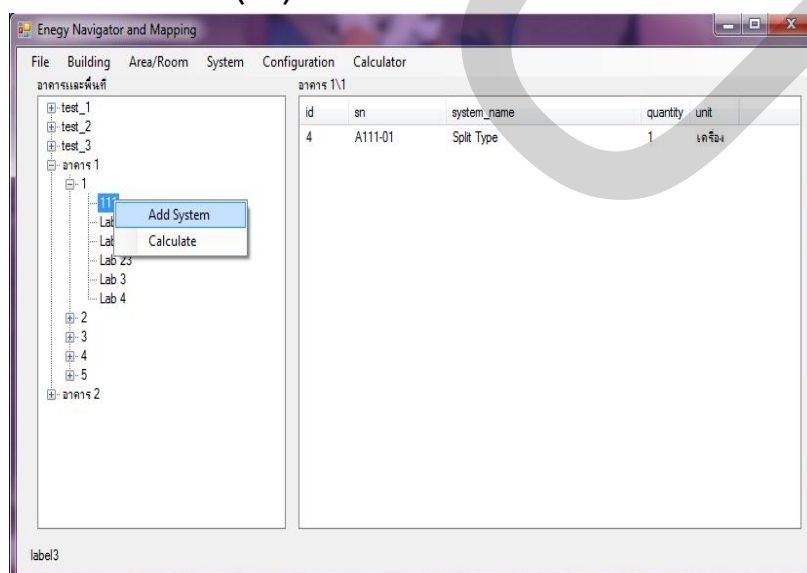 Enegy Navigator and Mapping
File Building Area/Room System Configuration Calculator
อาคารและพื้นที่
อาคาร 1\1
test_1
test_2
test_3
อาคาร 1
1
111
Lab 23
Lab 3
Lab 4
2
3
4
5
อาคาร 2
Add System
Calculate
id sn system_name quantity unit
4 A111-01 Split Type 1 เครื่อง
label3